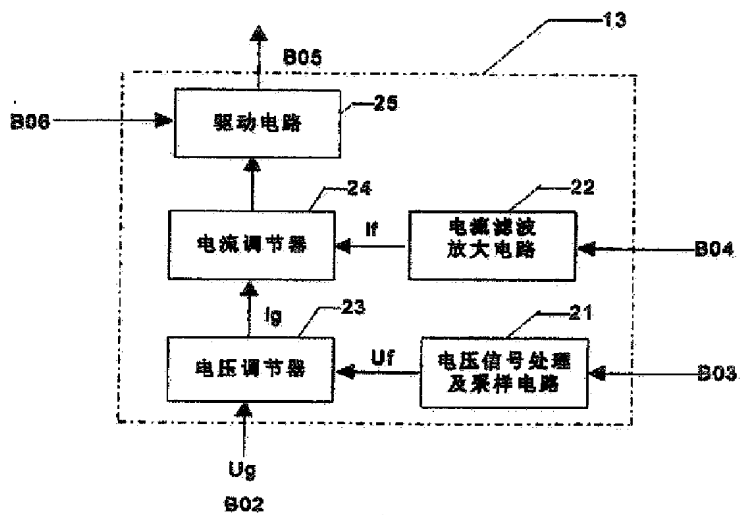 13
B05
25
B06
驱动电路
24
22
电流调节器
If
电流滤波
放大电路
B04
Ig
23
21
电压调节器
Uf
电压信号处理
及采样电路
B03
Ug
B02